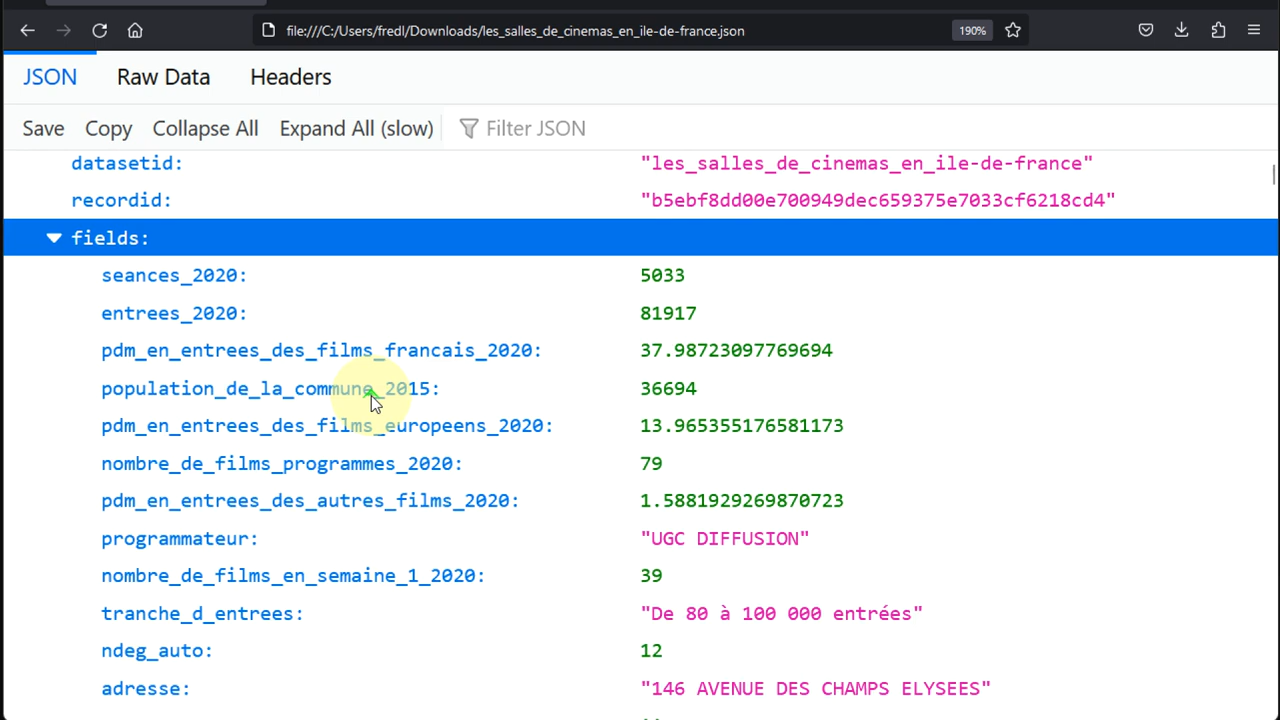 file:///C:/Users/fredl/Downloads/les_salles_de_cinemas_en_ile-de-france.json 190%
JSON Raw Data Headers
Save Copy Collapse All Expand All (slow) Filter JSON
datasetid: "les_salles_de_cinemas_en_ile-de-france"
recordid: "b5ebf8dd00e700949dec659375e7033cf6218cd4"
fields:
seances_2020: 5033
entrees_2020: 81917
pdm_en_entrees_des_films_francais_2020: 37.98723097769694
population_de_la_commune_2015: 36694
pdm_en_entrees_des_films_europeens_2020: 13.965355176581173
nombre_de_films_programmes_2020: 79
pdm_en_entrees_des_autres_films_2020: 1.5881929269870723
programmateur: "UGC DIFFUSION"
nombre_de_films_en_semaine_1_2020: 39
tranche_d_entrees: "De 80 à 100 000 entrées"
ndeg_auto: 12
adresse: "146 AVENUE DES CHAMPS ELYSEES"